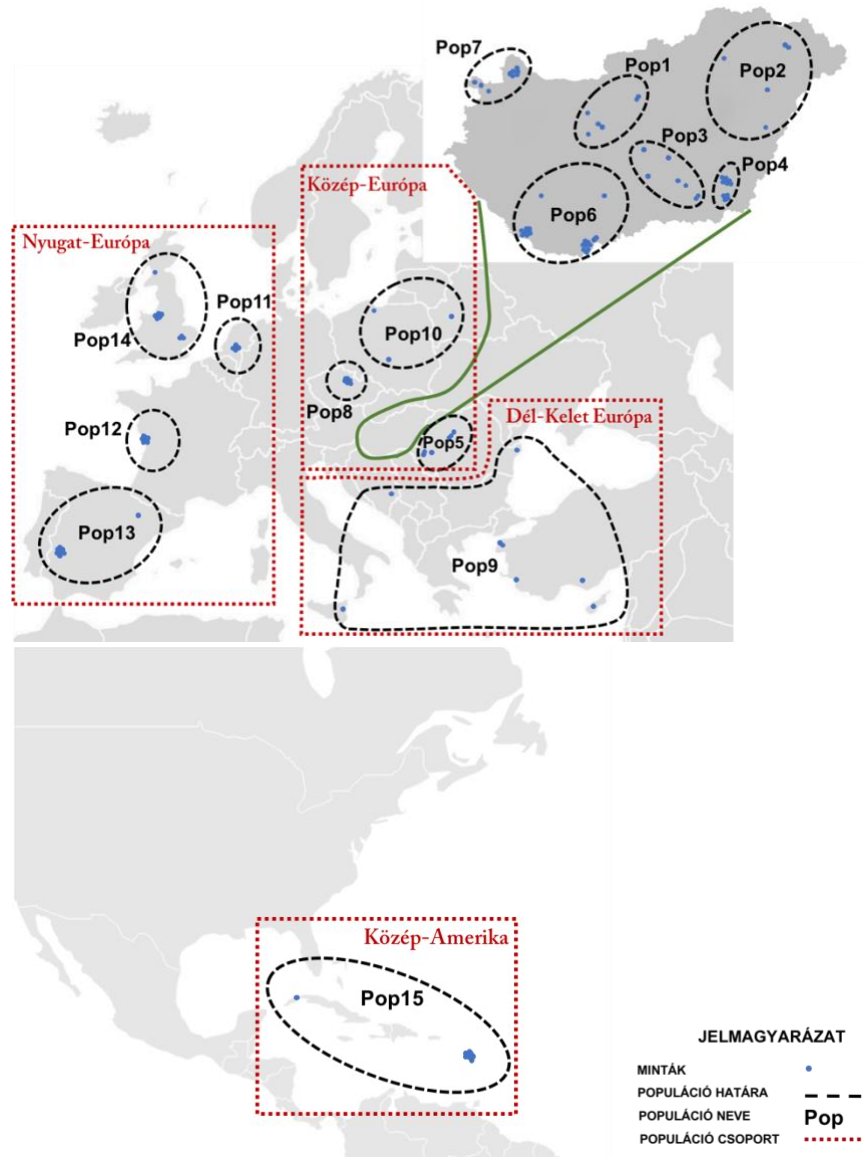 Pop7
Pop1
Pop2
Pop3
Pop4
Pop6
Közép-Európa
Nyugat-Európa
Pop11
Pop14
Pop10
Pop8
Pop12
Pop5
Dél-Kelet Európa
Pop13
Pop9
Közép-Amerika
Pop15
JELMAGYARÁZAT
MINTÁK
POPULÁCIÓ HATÁRA
POPULÁCIÓ NEVE Pop
POPULÁCIÓ CSOPORT